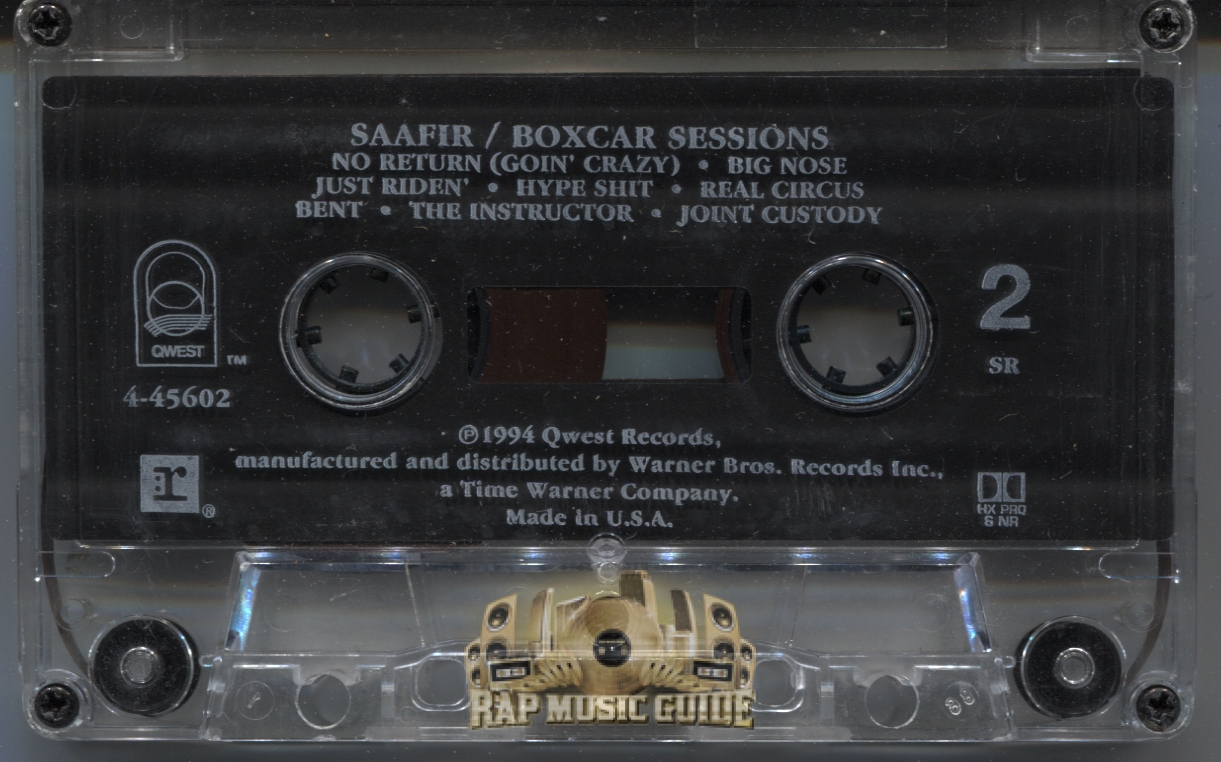 SAAFIR / BOXCAR SESSIONS
NO RETURN (GOIN' CRAZY) • BIG NOSE
JUST RIDEN' • HYPE SHIT • REAL CIRCUS
BENT • THE INSTRUCTOR • JOINT CUSTODY
QWEST
TM
4-45602
2
SR
℗1994 Qwest Records,
manufactured and distributed by Warner Bros. Records Inc.,
a Time Warner Company.
Made in U.S.A.
r
®
HX PRO
& NR
RAP MUSIC GUIDE